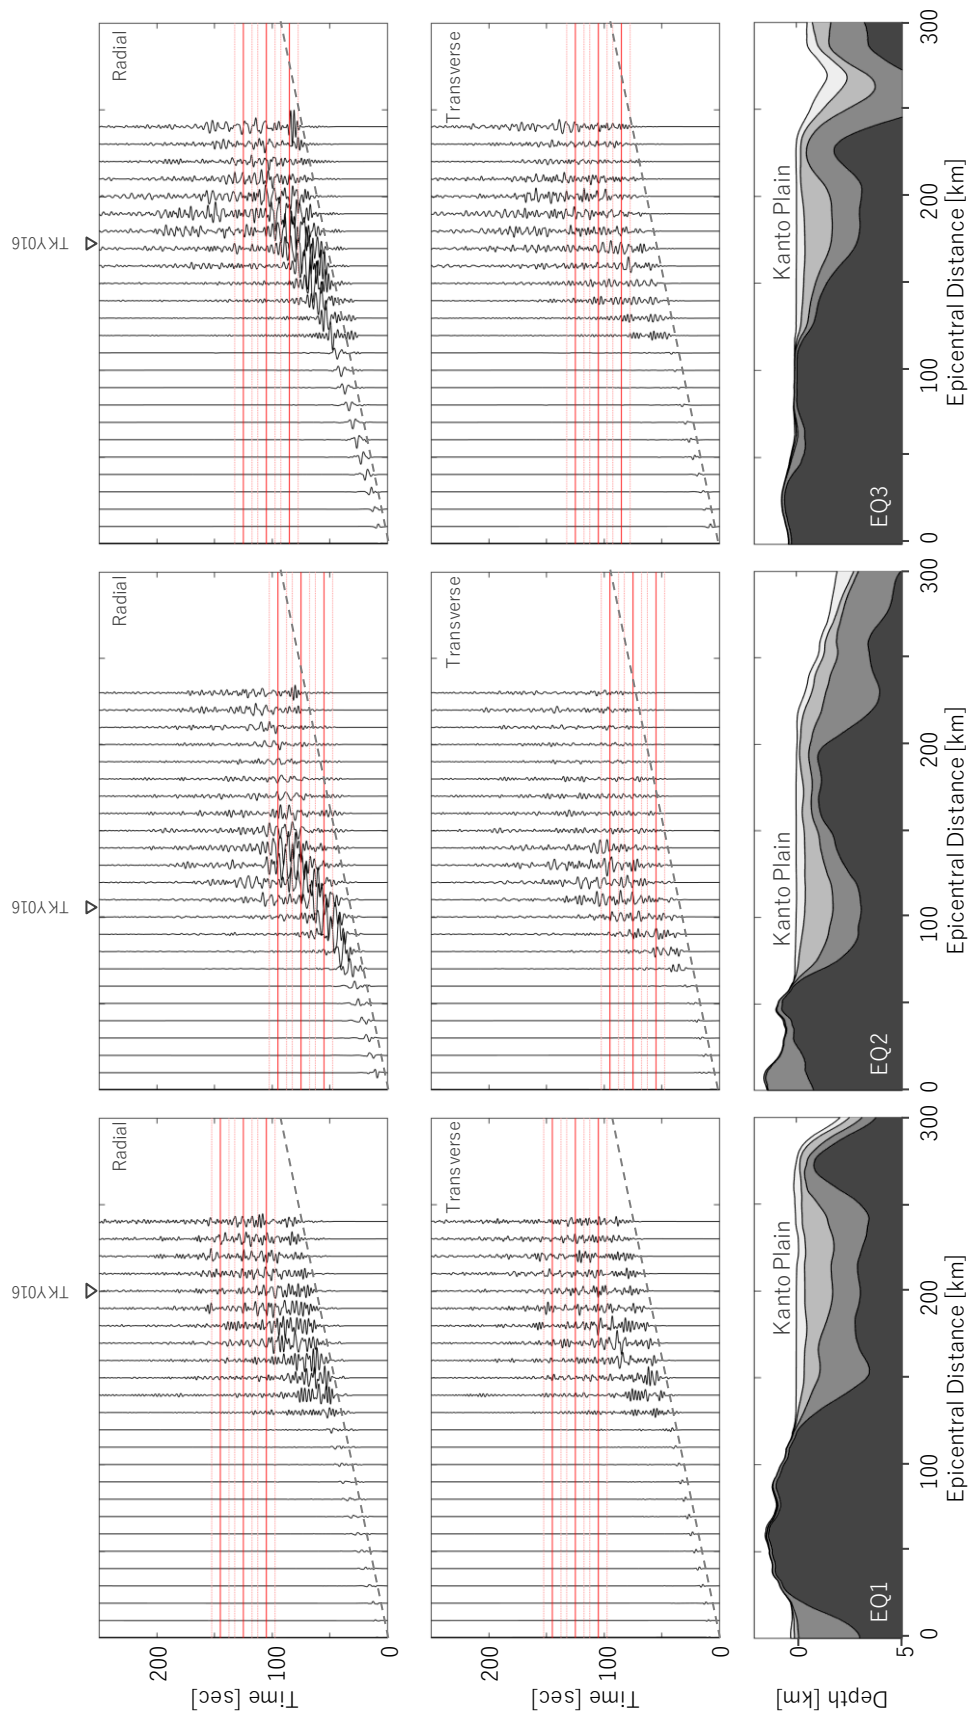 TKY016
TKY016
TKY016
Time [sec]
200
100
0
Radial
Radial
Radial
Time [sec]
200
100
0
Transverse
Transverse
Transverse
Depth [km]
0
5
Kanto Plain
EQ1
Kanto Plain
EQ2
Kanto Plain
EQ3
0 100 200 300
0 100 200 300
0 100 200 300
Epicentral Distance [km]
Epicentral Distance [km]
Epicentral Distance [km]